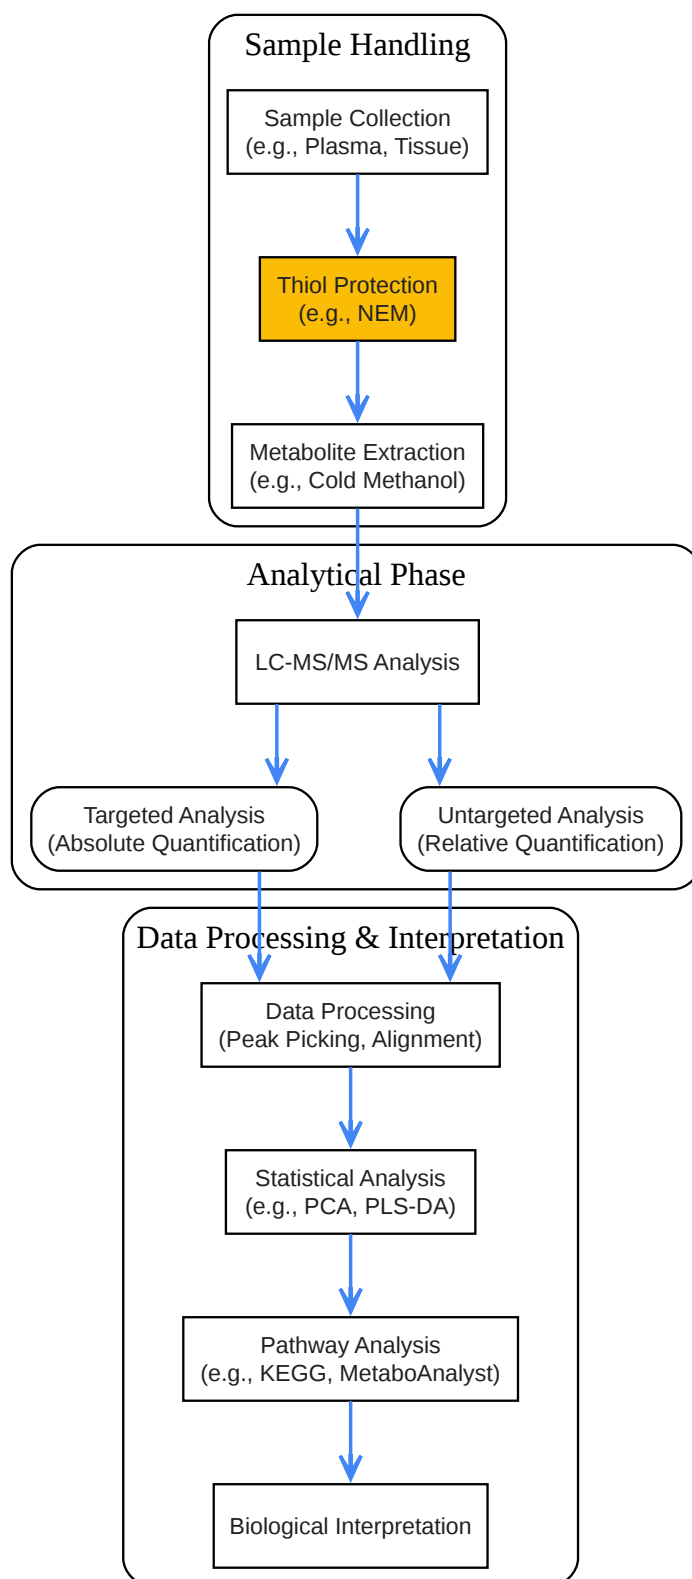 Sample Handling
Sample Collection
(e.g., Plasma, Tissue)
Thiol Protection
(e.g., NEM)
Metabolite Extraction
(e.g., Cold Methanol)
Analytical Phase
LC-MS/MS Analysis
Targeted Analysis
(Absolute Quantification)
Untargeted Analysis
(Relative Quantification)
Data Processing & Interpretation
Data Processing
(Peak Picking, Alignment)
Statistical Analysis
(e.g., PCA, PLS-DA)
Pathway Analysis
(e.g., KEGG, MetaboAnalyst)
Biological Interpretation